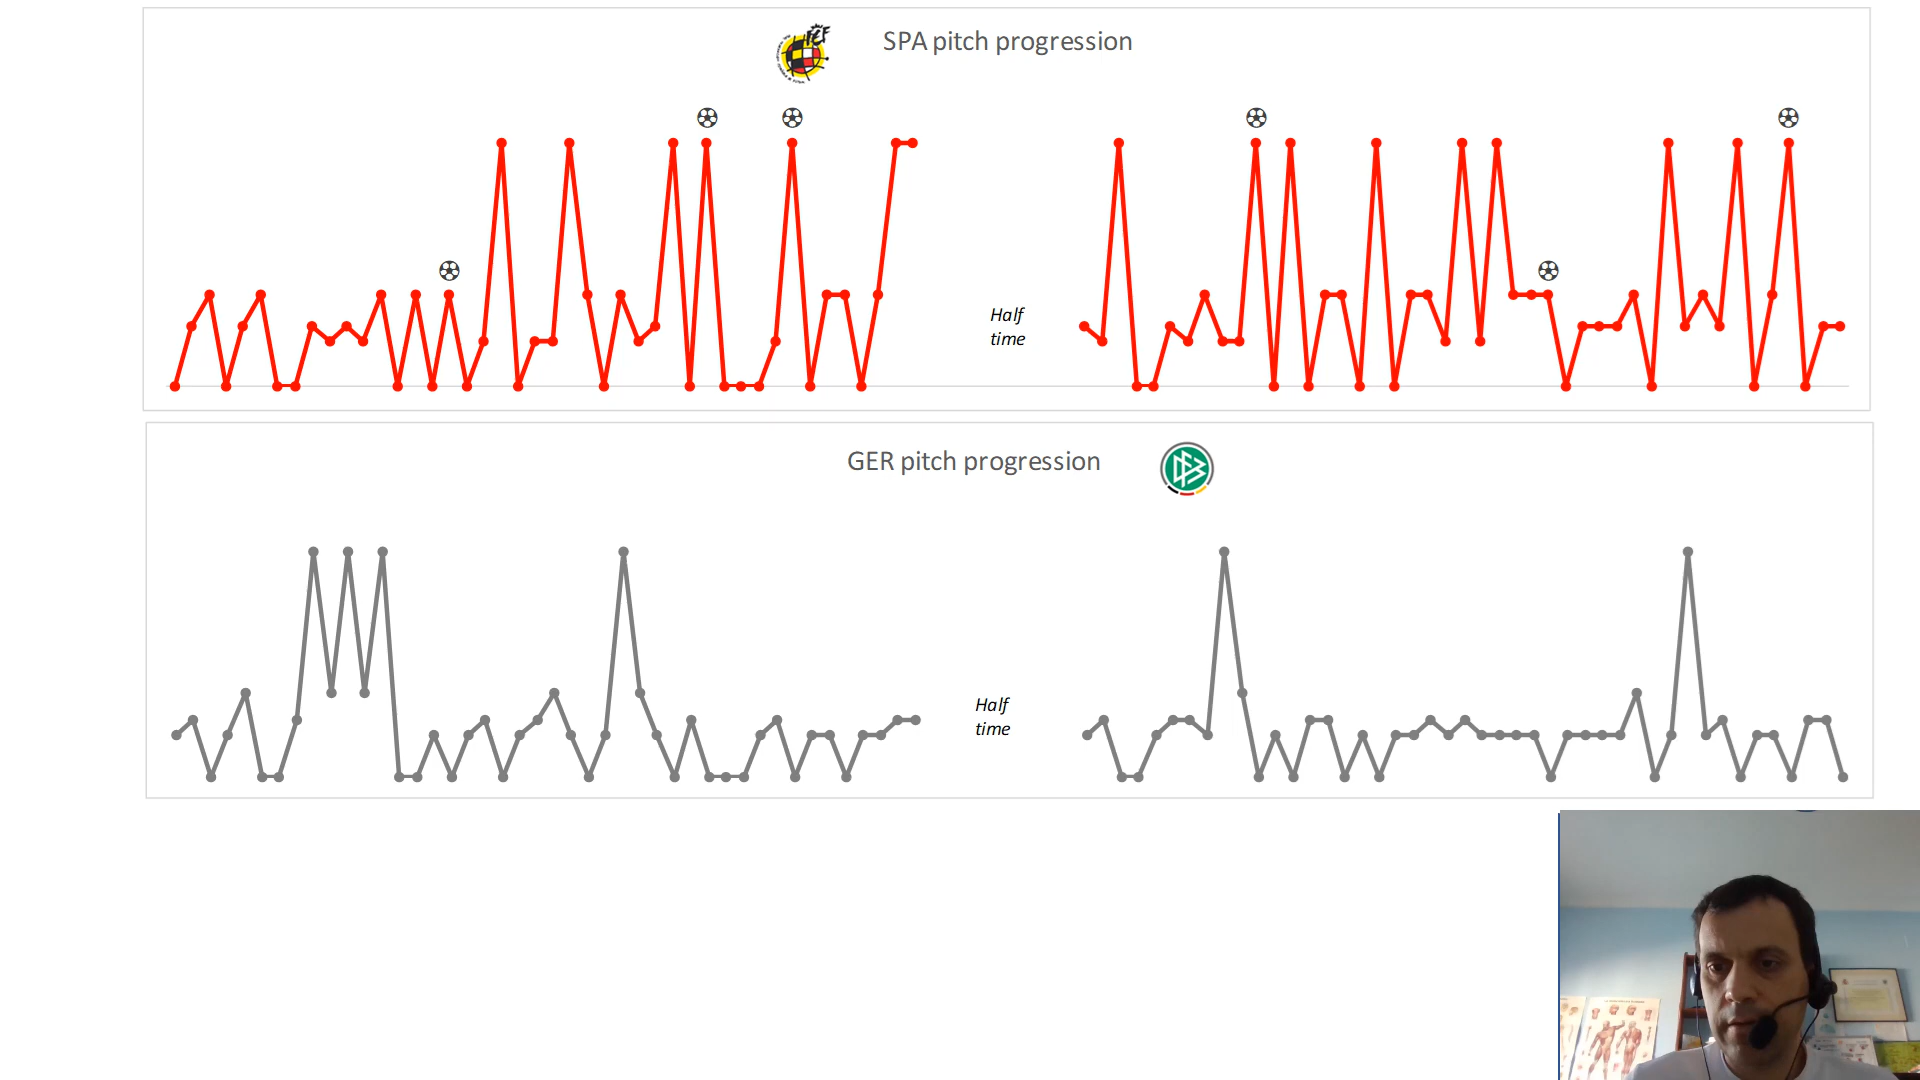 SPA pitch progression
Half
time
GER pitch progression
Half
time